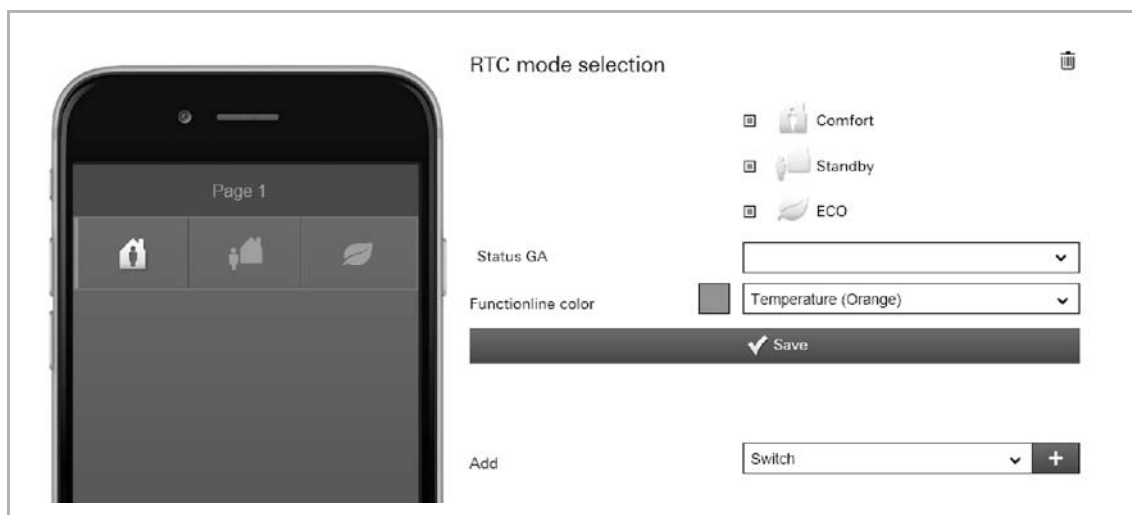 RTC mode selection
Comfort
Page 1
Standby
ECO
Status GA
Functionline color
Temperature (Orange)
Save
Add
Switch